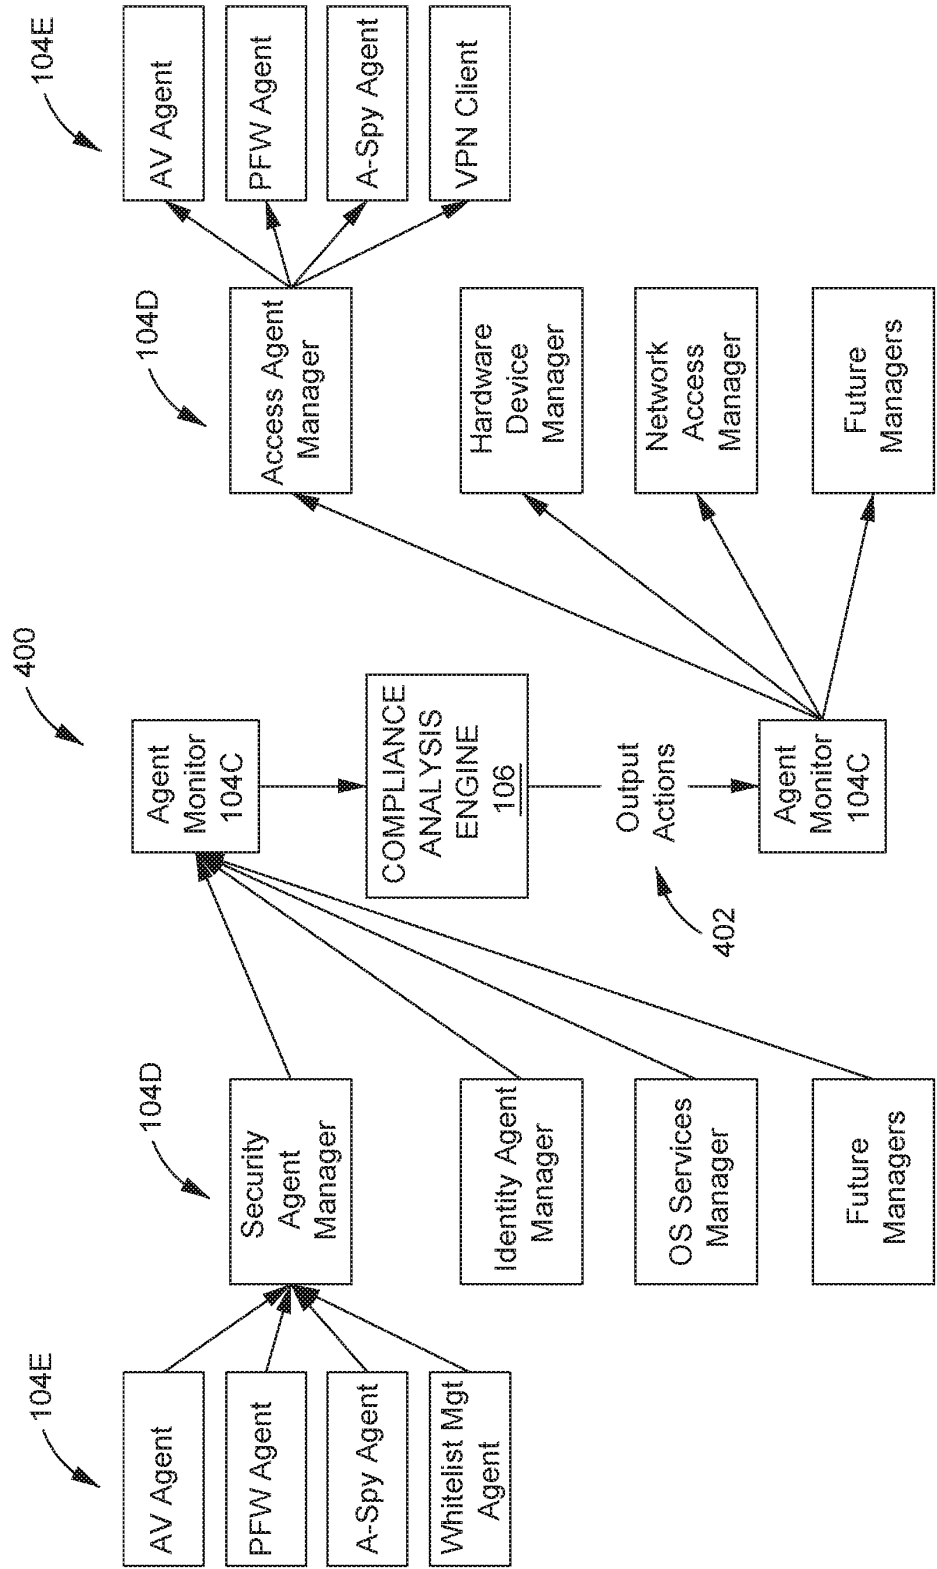 400
104E
AV Agent
PFW Agent
A-Spy Agent
Whitelist Mgt
Agent
104D
Security
Agent
Manager
Identity Agent
Manager
OS Services
Manager
Future
Managers
Agent
Monitor
104C
COMPLIANCE
ANALYSIS
ENGINE
106
402
Output
Actions
Agent
Monitor
104C
104D
Access Agent
Manager
Hardware
Device
Manager
Network
Access
Manager
Future
Managers
104E
AV Agent
PFW Agent
A-Spy Agent
VPN Client